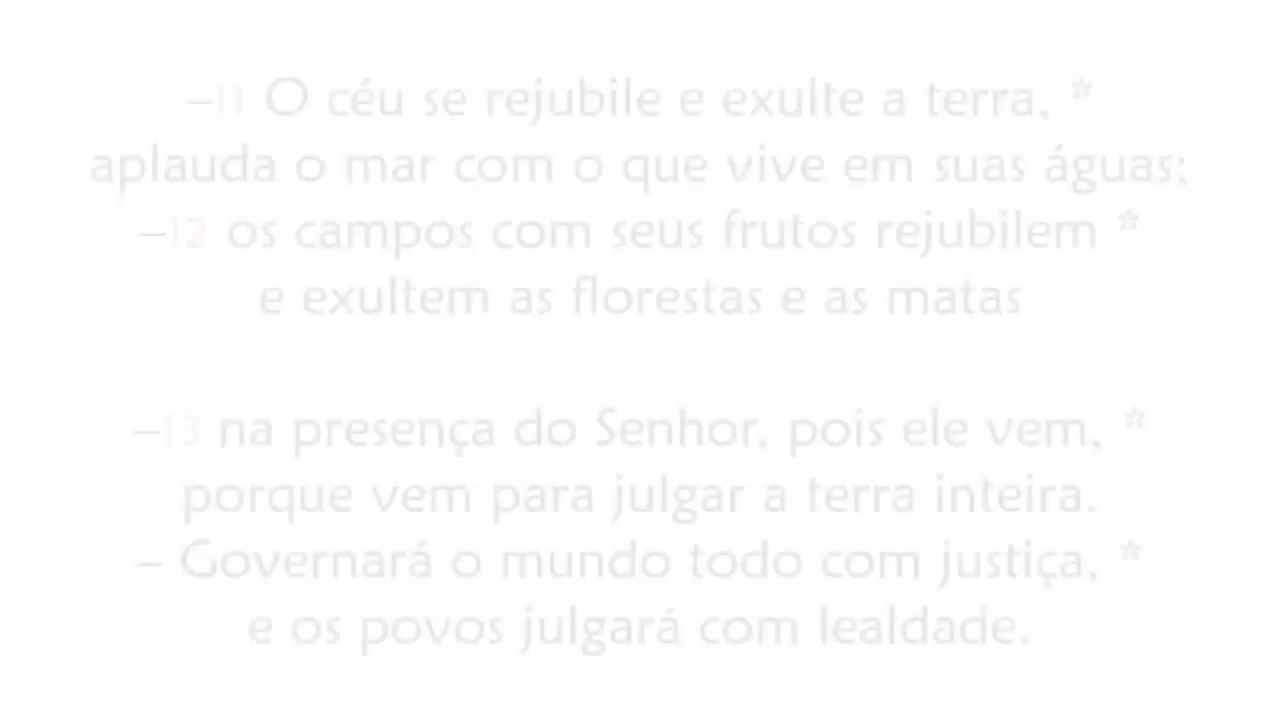 –11 O céu se rejubile e exulte a terra, *
aplauda o mar com o que vive em suas águas;
–12 os campos com seus frutos rejubilem *
e exultem as florestas e as matas
–13 na presença do Senhor, pois ele vem, *
porque vem para julgar a terra inteira.
– Governará o mundo todo com justiça, *
e os povos julgará com lealdade.